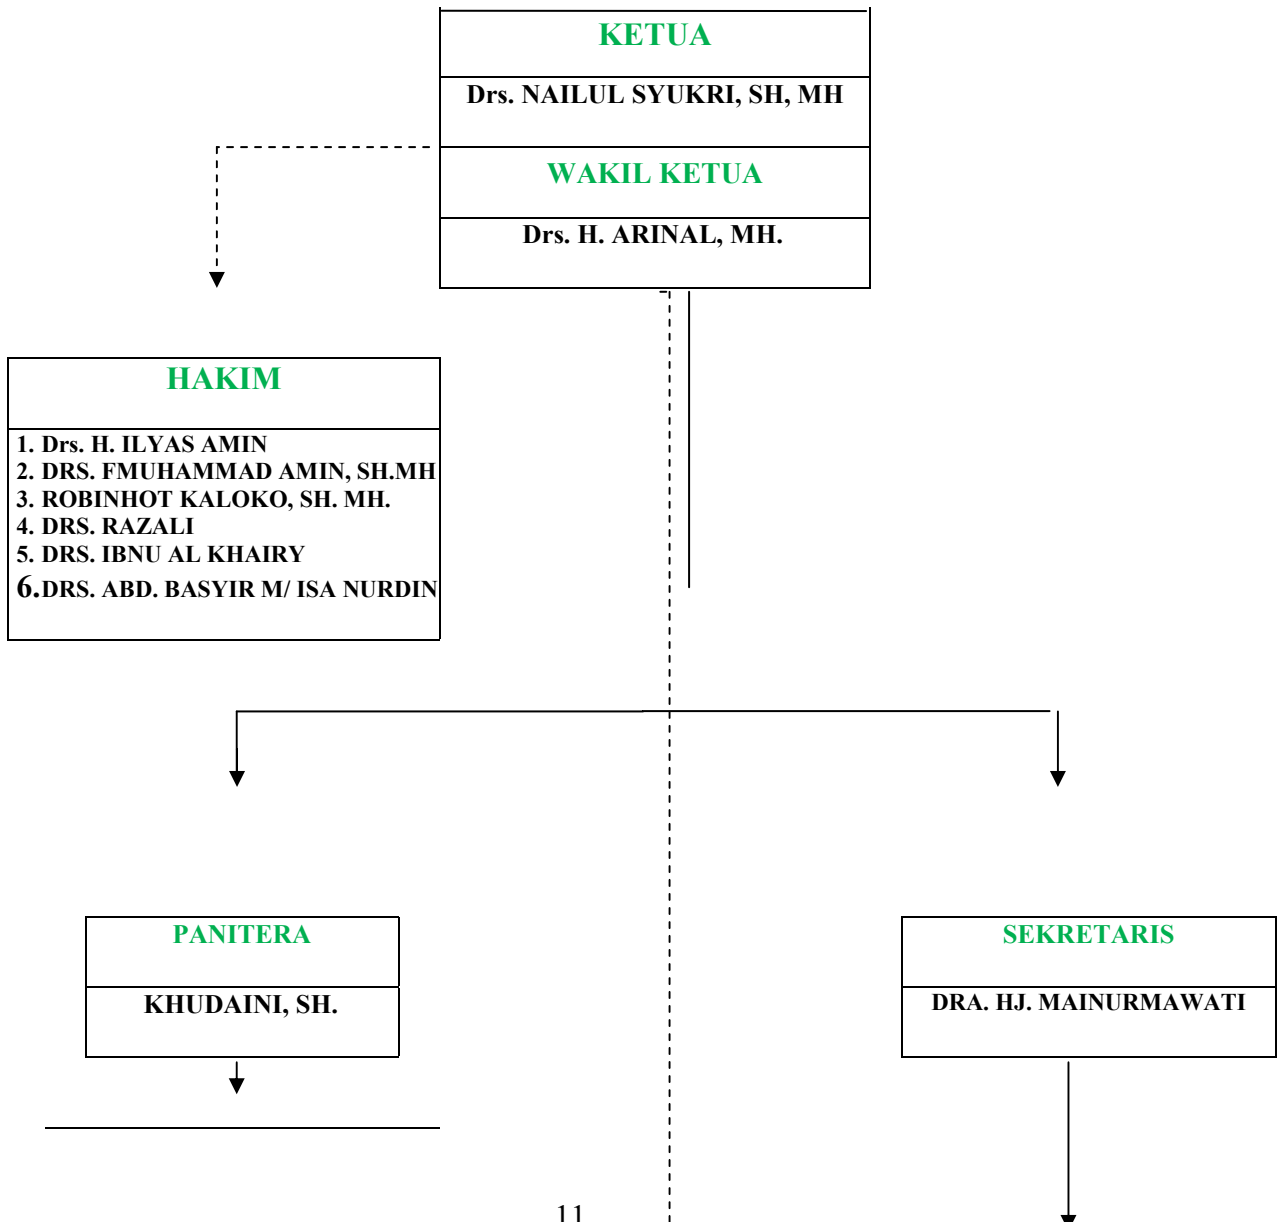 KETUA
Drs. NAILUL SYUKRI, SH, MH
WAKIL KETUA
Drs. H. ARINAL, MH.
HAKIM
1. Drs. H. ILYAS AMIN
2. DRS. FMUHAMMAD AMIN, SH.MH
3. ROBINHOT KALOKO, SH. MH.
4. DRS. RAZALI
5. DRS. IBNU AL KHAIRY
6.DRS. ABD. BASYIR M/ ISA NURDIN
PANITERA
KHUDAINI, SH.
SEKRETARIS
DRA. HJ. MAINURMAWATI
11